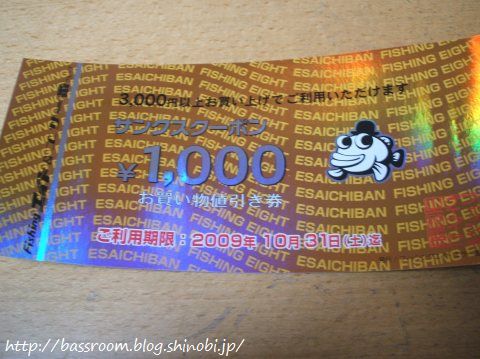 3,000円以上お買い上げでご利用いただけます
サンクスクーポン
¥1,000
お買い物値引き券
ご利用期限：2009年10月31日(土)迄
FISHING EIGHT ESAICHIBAN
Fishing
http://bassroom.blog.shinobi.jp/